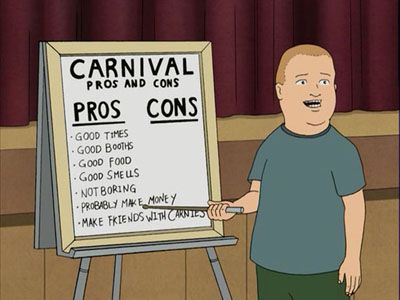 CARNIVAL
PROS AND CONS
PROS CONS
· GOOD TIMES
· GOOD BOOTHS
· GOOD FOOD
· GOOD SMELLS
· NOT BORING
· PROBABLY MAKE MONEY
· MAKE FRIENDS WITH CARNIES